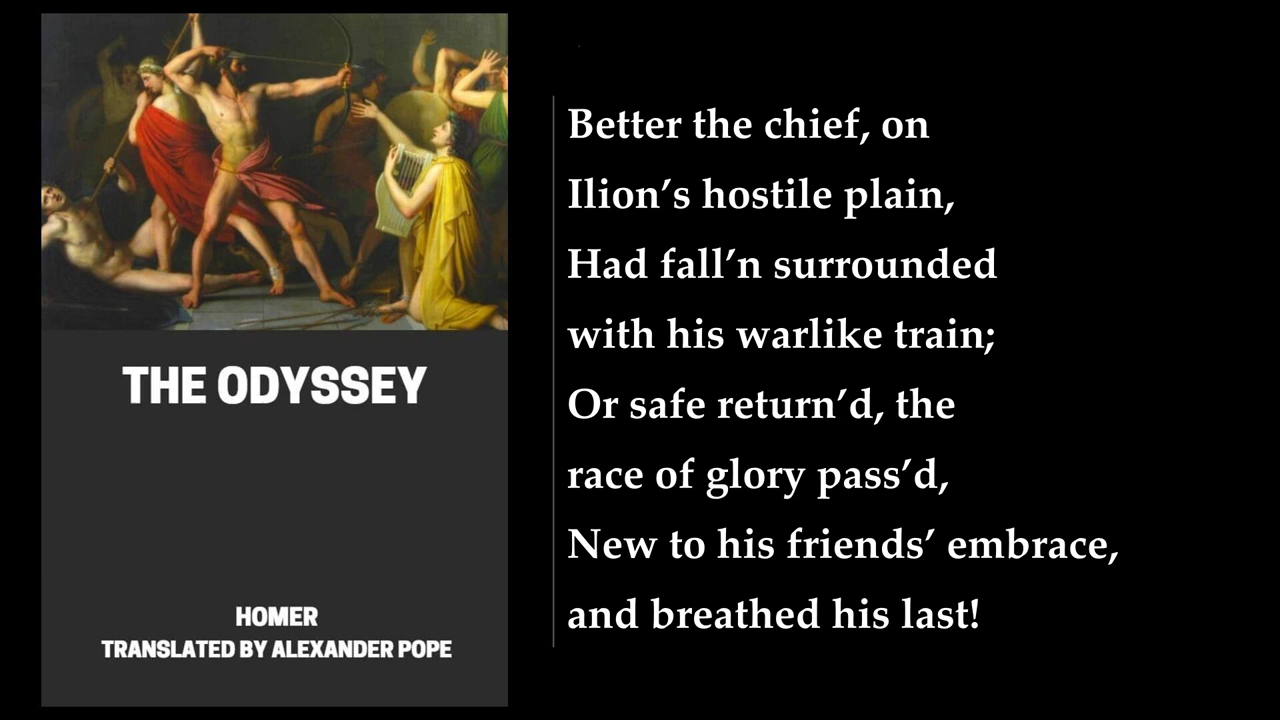 THE ODYSSEY
HOMER
TRANSLATED BY ALEXANDER POPE
Better the chief, on
Ilion’s hostile plain,
Had fall’n surrounded
with his warlike train;
Or safe return’d, the
race of glory pass’d,
New to his friends’ embrace,
and breathed his last!